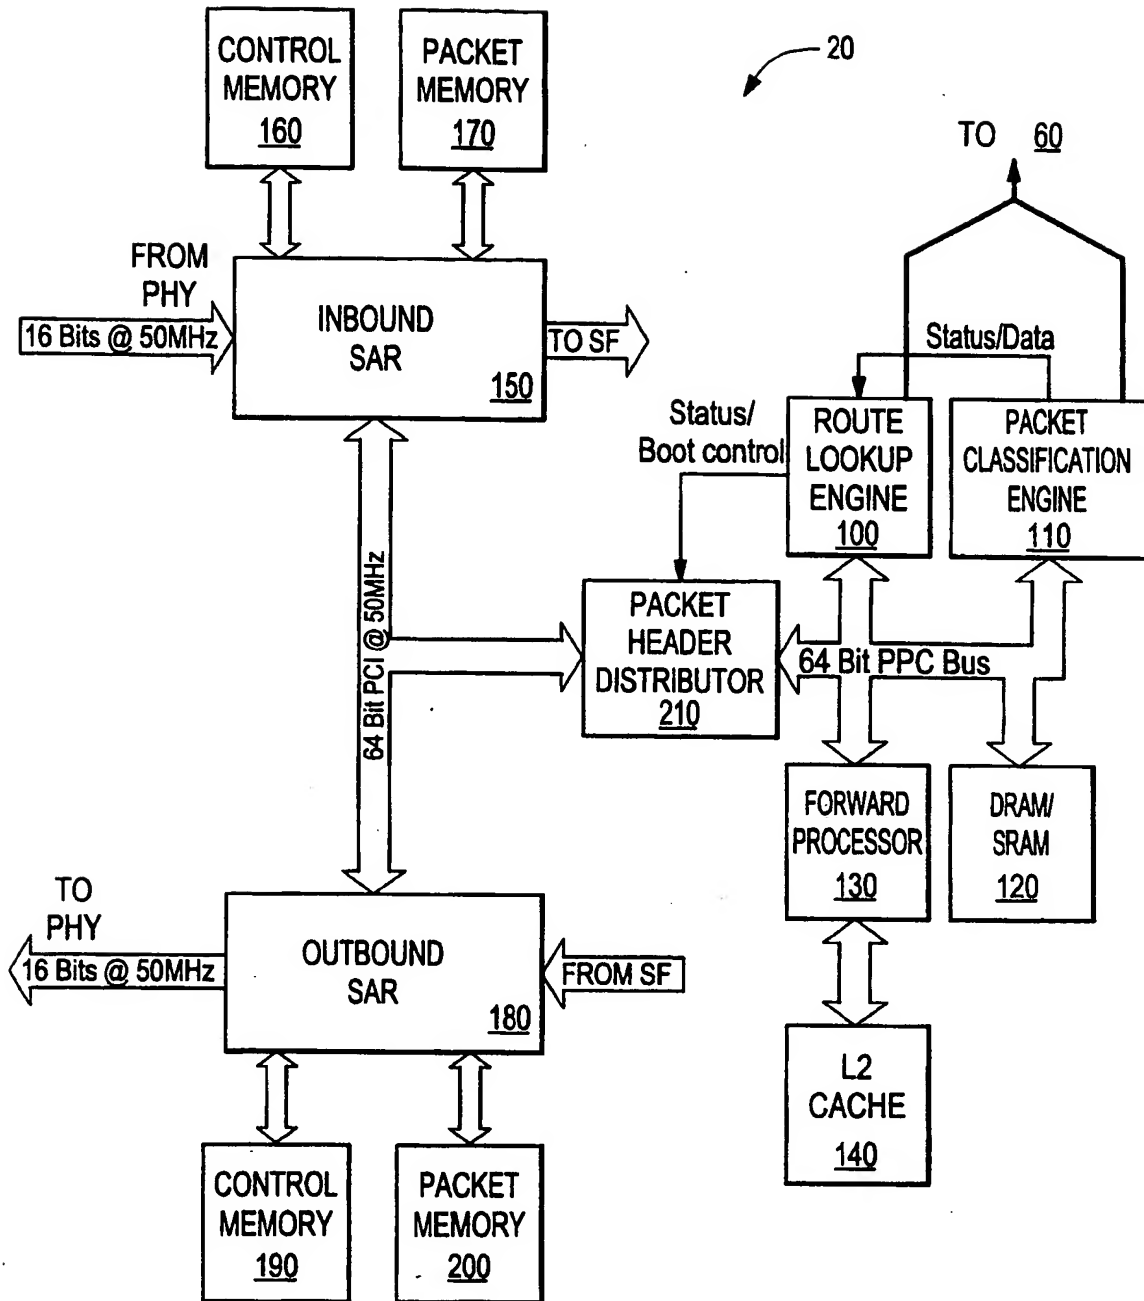 CONTROL
MEMORY
160
PACKET
MEMORY
170
20
TO 60
FROM
PHY
16 Bits @ 50MHz
INBOUND
SAR
150
TO SF
Status/Data
Status/
Boot control
ROUTE
LOOKUP
ENGINE
100
PACKET
CLASSIFICATION
ENGINE
110
64 Bit PCI @ 50MHz
PACKET
HEADER
DISTRIBUTOR
210
64 Bit PPC Bus
FORWARD
PROCESSOR
130
DRAM/
SRAM
120
TO
PHY
16 Bits @ 50MHz
OUTBOUND
SAR
180
FROM SF
L2
CACHE
140
CONTROL
MEMORY
190
PACKET
MEMORY
200